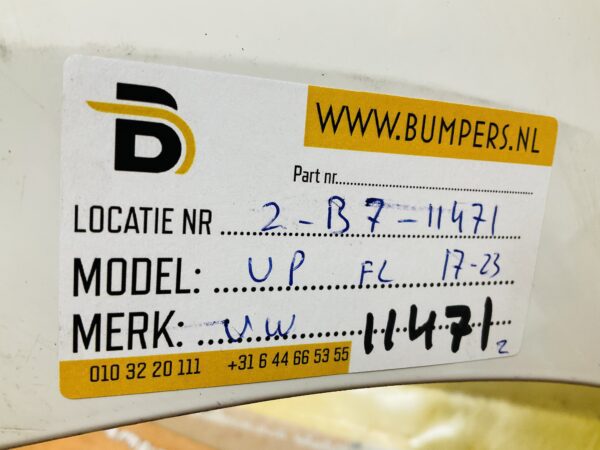 WWW.BUMPERS.NL
Part nr.
LOCATIE NR 2-B7-11471
MODEL: UP FL 17-23
MERK: VW 11471 2
010 32 20 111 +31 6 44 66 53 55